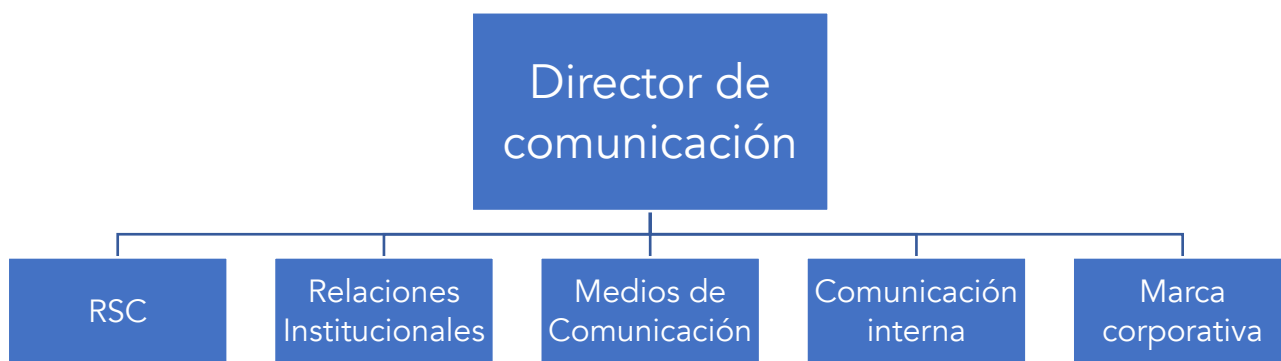 Director de
comunicación
RSC
Relaciones
Institucionales
Medios de
Comunicación
Comunicación
interna
Marca
corporativa